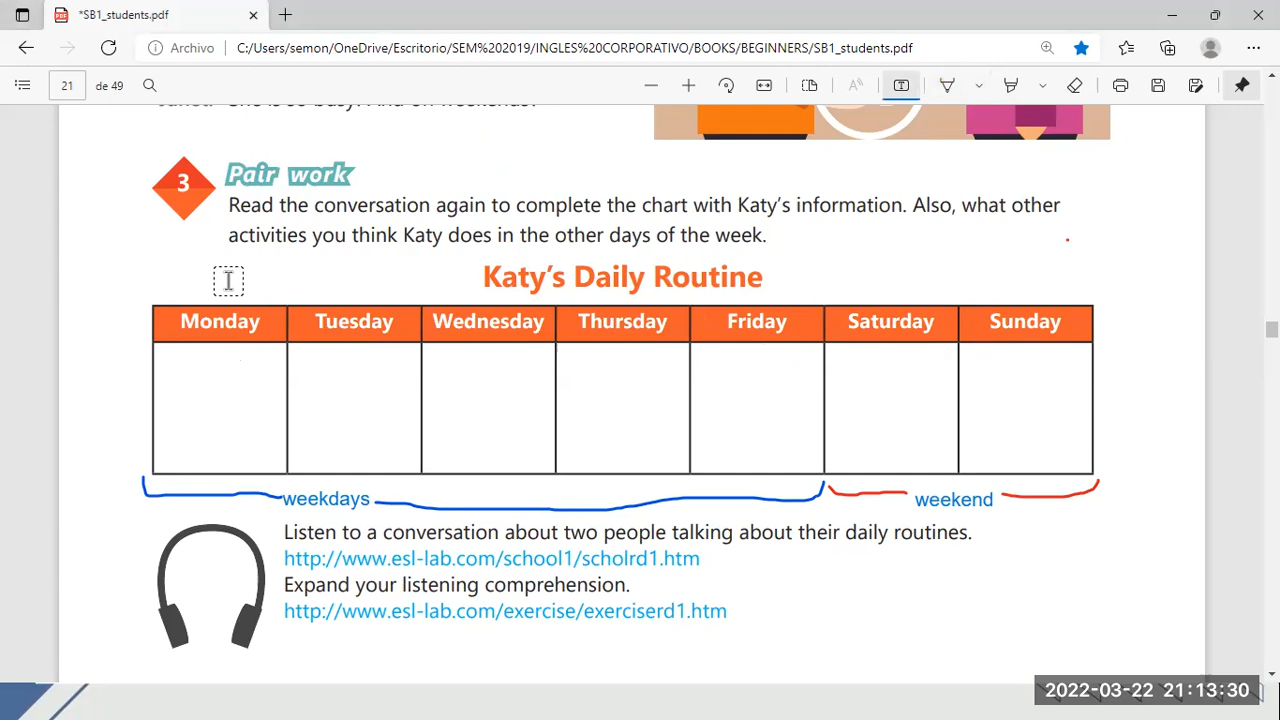 *SB1_students.pdf
Archivo C:/Users/semon/OneDrive/Escritorio/SEM%202019/INGLES%20CORPORATIVO/BOOKS/BEGINNERS/SB1_students.pdf
21 de 49
3 Pair work
Read the conversation again to complete the chart with Katy's information. Also, what other
activities you think Katy does in the other days of the week.
Katy's Daily Routine
Monday Tuesday Wednesday Thursday Friday Saturday Sunday
weekdays weekend
Listen to a conversation about two people talking about their daily routines.
http://www.esl-lab.com/school1/scholrd1.htm
Expand your listening comprehension.
http://www.esl-lab.com/exercise/exerciserd1.htm
2022-03-22 21:13:30